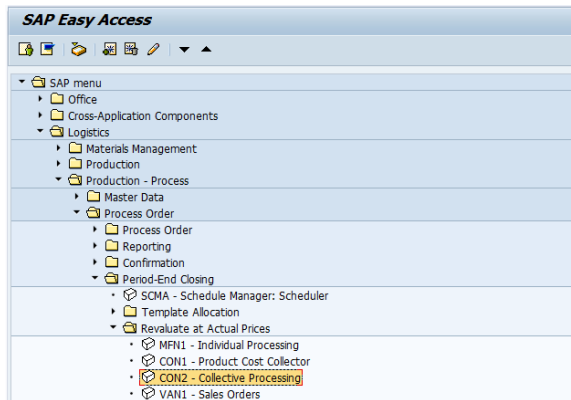 SAP Easy Access
SAP menu
Office
Cross-Application Components
Logistics
Materials Management
Production
Production - Process
Master Data
Process Order
Process Order
Reporting
Confirmation
Period-End Closing
SCMA - Schedule Manager: Scheduler
Template Allocation
Revaluate at Actual Prices
MFN1 - Individual Processing
CON1 - Product Cost Collector
CON2 - Collective Processing
VAN1 - Sales Orders